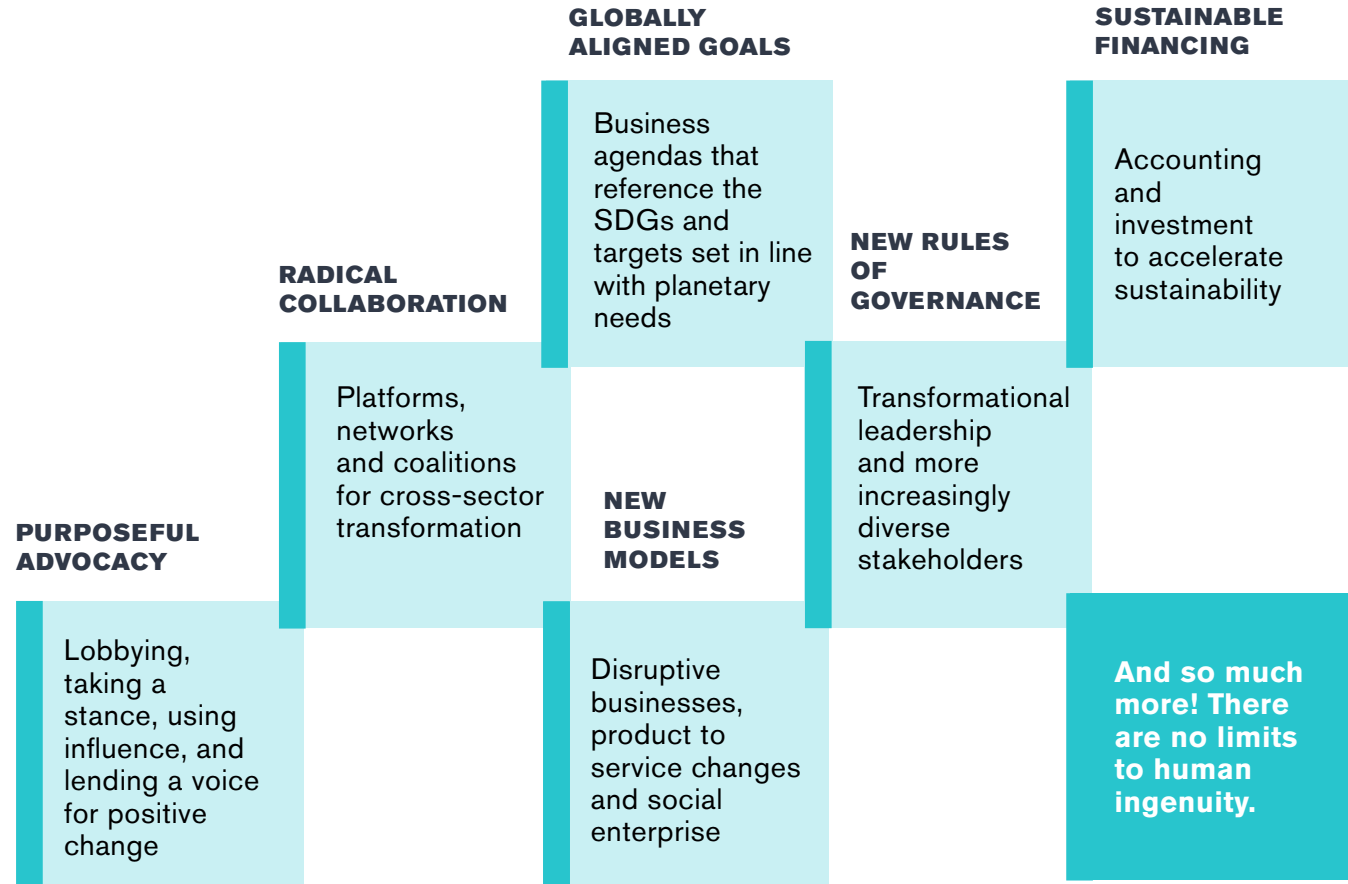 PURPOSEFUL
ADVOCACY
Lobbying,
taking a
stance, using
influence, and
lending a voice
for positive
change
RADICAL
COLLABORATION
Platforms,
networks
and coalitions
for cross-sector
transformation
GLOBALLY
ALIGNED GOALS
Business
agendas that
reference the
SDGs and
targets set in line
with planetary
needs
NEW
BUSINESS
MODELS
Disruptive
businesses,
product to
service changes
and social
enterprise
NEW RULES
OF
GOVERNANCE
Transformational
leadership
and more
increasingly
diverse
stakeholders
SUSTAINABLE
FINANCING
Accounting
and
investment
to accelerate
sustainability
And so much
more! There
are no limits
to human
ingenuity.